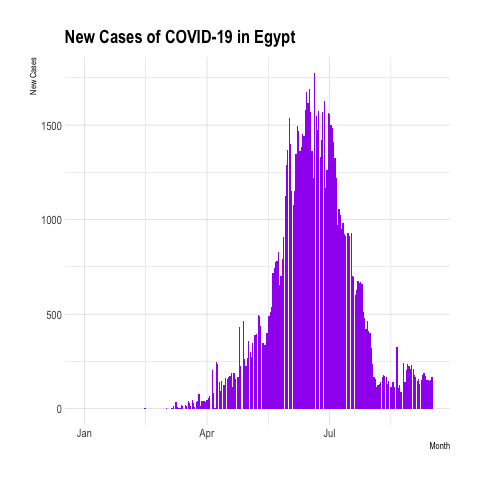 New Cases of COVID-19 in Egypt
New Cases
1500
1000
500
0
Jan Apr Jul
Month